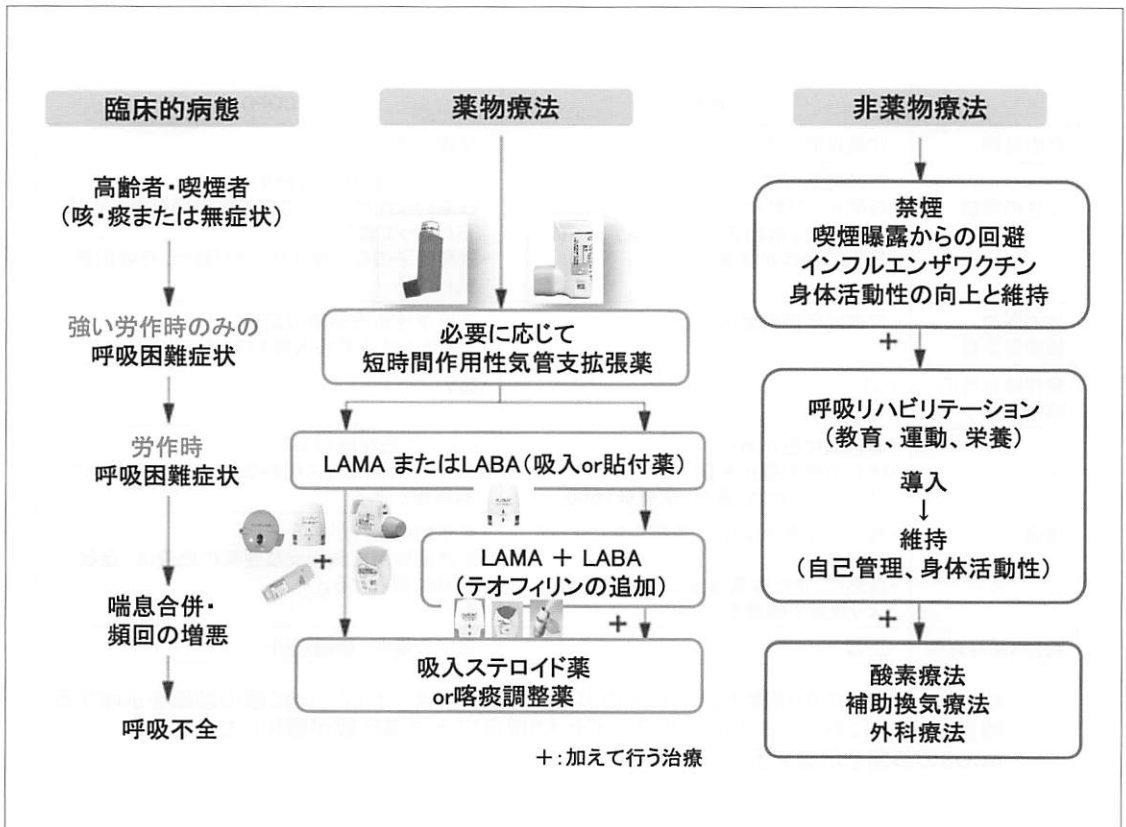 臨床的病態
高齢者・喫煙者
(咳・痰または無症状)
強い労作時のみの
呼吸困難症状
労作時
呼吸困難症状
喘息合併・
頻回の増悪
呼吸不全
薬物療法
必要に応じて
短時間作用性気管支拡張薬
LAMA またはLABA(吸入or貼付薬)
+
LAMA + LABA
(テオフィリンの追加)
+
吸入ステロイド薬
or喀痰調整薬
+:加えて行う治療
非薬物療法
禁煙
喫煙曝露からの回避
インフルエンザワクチン
身体活動性の向上と維持
+
呼吸リハビリテーション
(教育、運動、栄養)
導入
↓
維持
(自己管理、身体活動性)
+
酸素療法
補助換気療法
外科療法